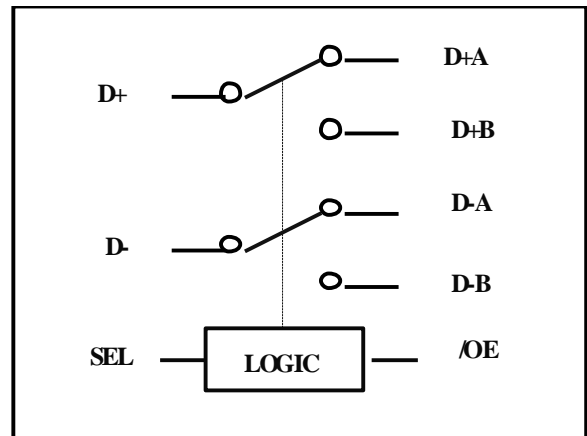 D+A
D+
D+B
D-A
D-
D-B
SEL
LOGIC
/OE